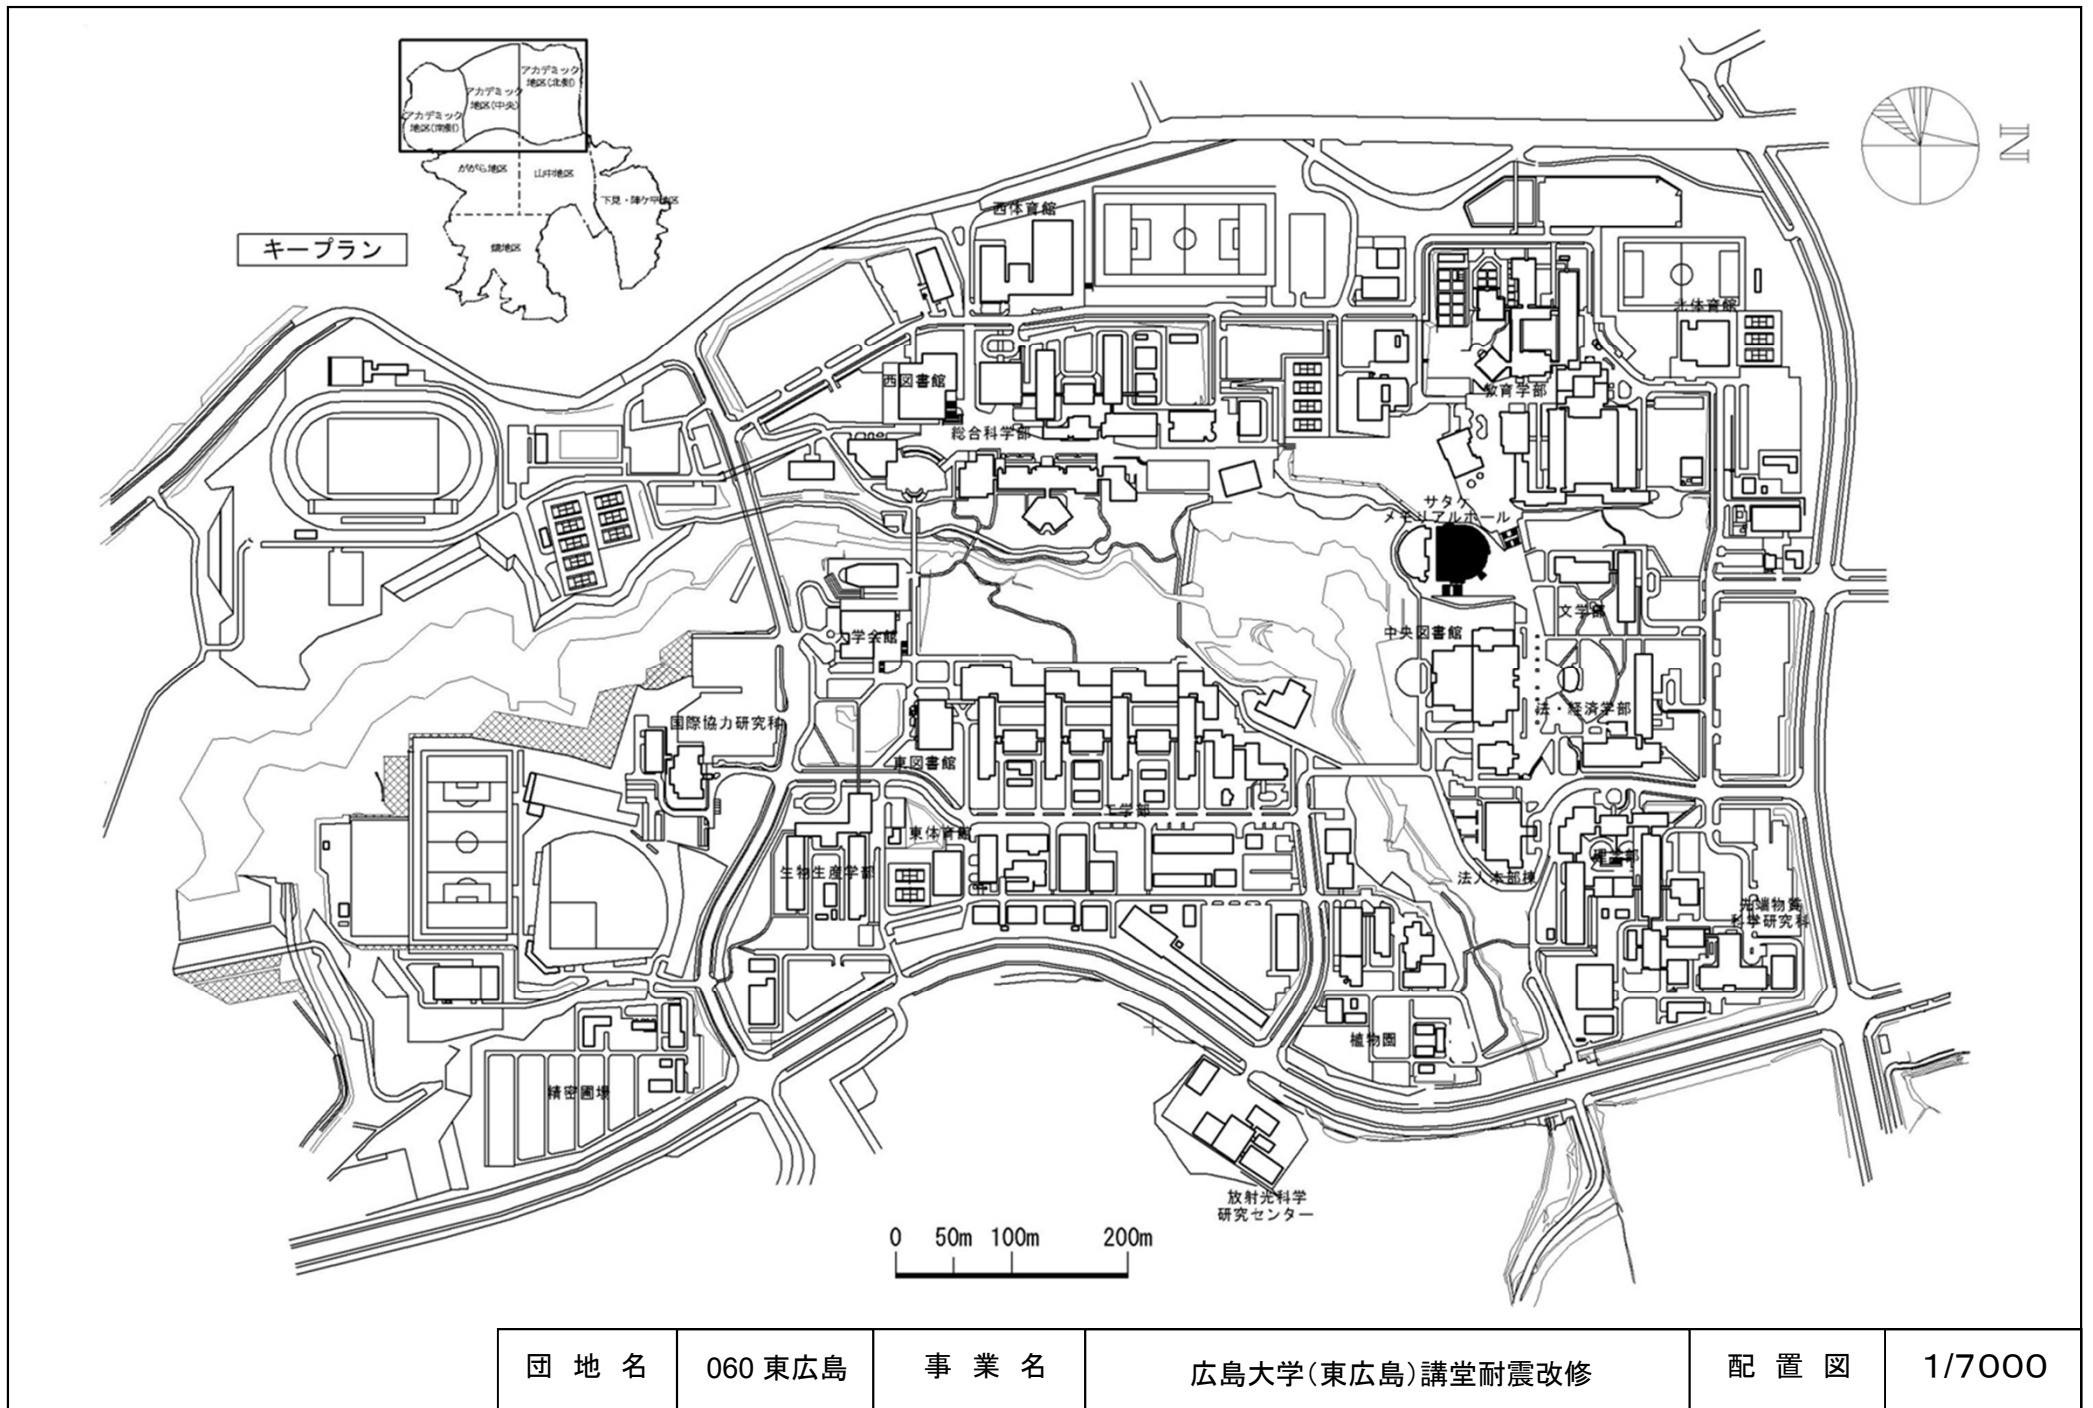 アカデミック
地区(北側)
アカデミック
地区(中央)
アカデミック
地区(南側)
ががら地区
山中地区
下見・陣ケ平地区
鏡地区
キープラン
N
西体育館
北体育館
西図書館
教育学部
総合科学部
サタケ
メモリアルホール
文学部
大学会館
中央図書館
国際協力研究科
法・経済学部
東図書館
工学部
東体育館
理学部
生物生産学部
法人本部棟
先端物質
科学研究科
植物園
精密圃場
放射光科学
研究センター
0 50m 100m 200m
団地名 060 東広島 事業名 広島大学(東広島)講堂耐震改修 配置図 1/7000